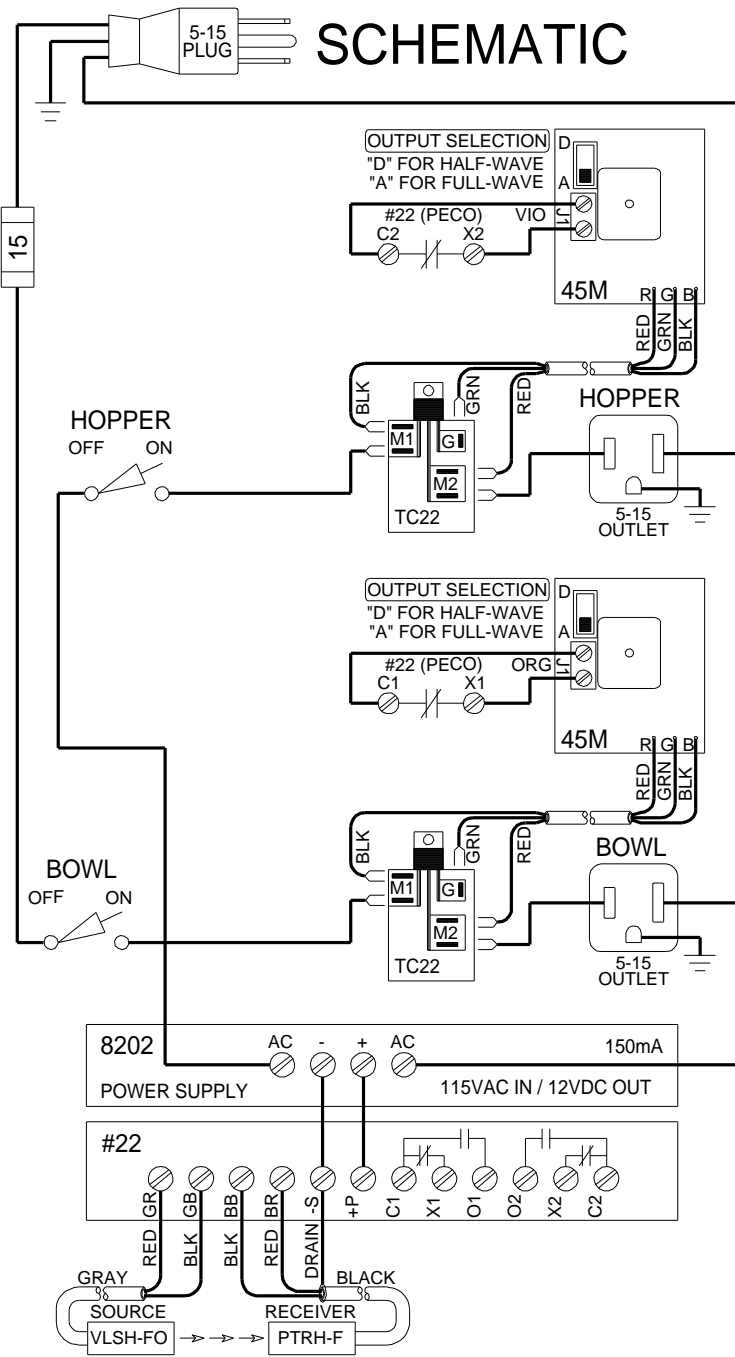 5-15
PLUG
SCHEMATIC
OUTPUT SELECTION
"D" FOR HALF-WAVE
"A" FOR FULL-WAVE
D
A
#22 (PECO)
VIO
J1
C2
X2
15
45M
R G B
RED
GRN
BLK
BLK
GRN
RED
HOPPER
OFF
ON
M1
G
M2
TC22
HOPPER
5-15
OUTLET
OUTPUT SELECTION
"D" FOR HALF-WAVE
"A" FOR FULL-WAVE
D
A
#22 (PECO)
ORG
J1
C1
X1
45M
R G B
RED
GRN
BLK
BLK
GRN
RED
BOWL
OFF
ON
M1
G
M2
TC22
BOWL
5-15
OUTLET
8202
AC
-
+
AC
150mA
POWER SUPPLY
115VAC IN / 12VDC OUT
#22
GR
GB
BB
BR
-S
+P
C1
X1
O1
O2
X2
C2
RED
BLK
BLK
RED
DRAIN
GRAY
BLACK
SOURCE
RECEIVER
VLSH-FO
PTRH-F